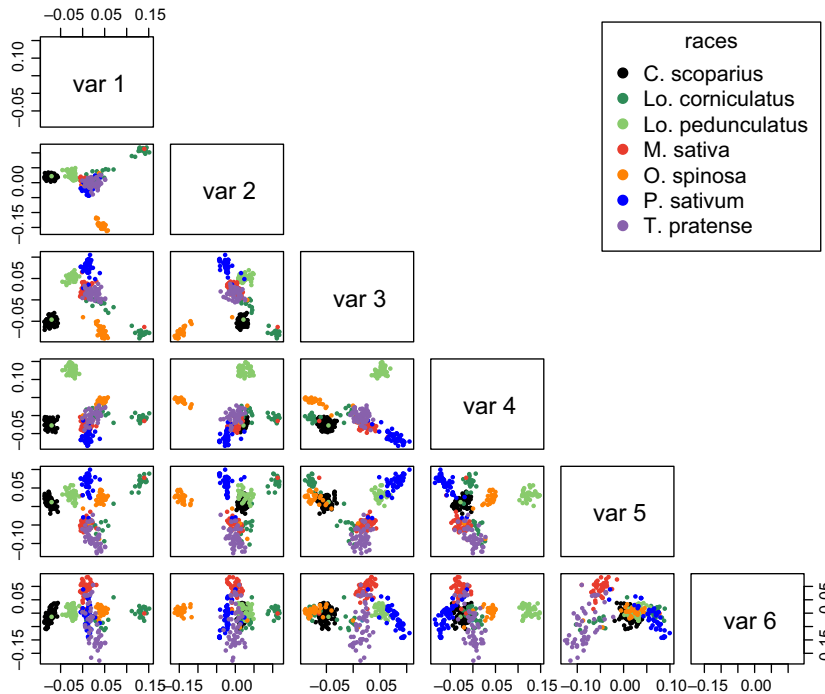 −0.05 0.05 0.15
−0.05 0.10
var 1
races
C. scoparius
Lo. corniculatus
Lo. pedunculatus
M. sativa
O. spinosa
P. sativum
T. pratense
−0.15 0.00
var 2
−0.05 0.05
var 3
−0.05 0.10
var 4
−0.10 0.05
var 5
−0.15 0.05
var 6
−0.15 0.05
−0.05 0.05 0.15
−0.15 0.00
−0.05 0.05
−0.05 0.05 0.15
−0.10 0.00 0.10
−0.15 0.00